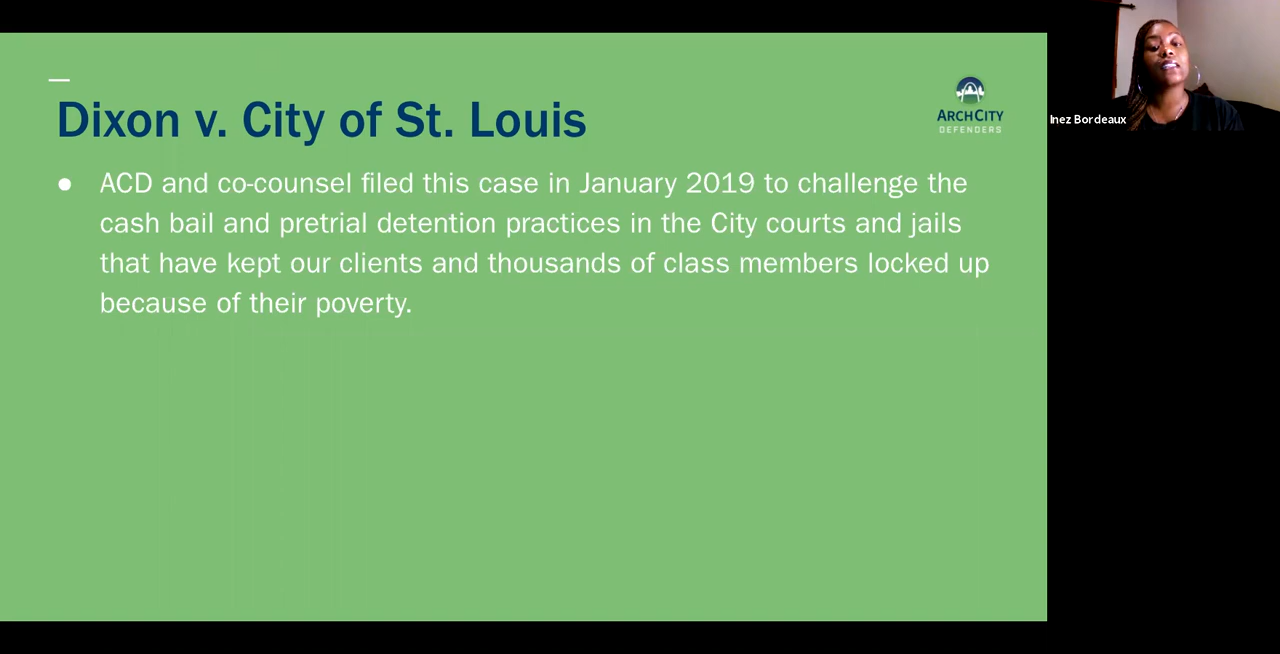 Dixon v. City of St. Louis
ARCHCITY
DEFENDERS
● ACD and co-counsel filed this case in January 2019 to challenge the
cash bail and pretrial detention practices in the City courts and jails
that have kept our clients and thousands of class members locked up
because of their poverty.
Inez Bordeaux